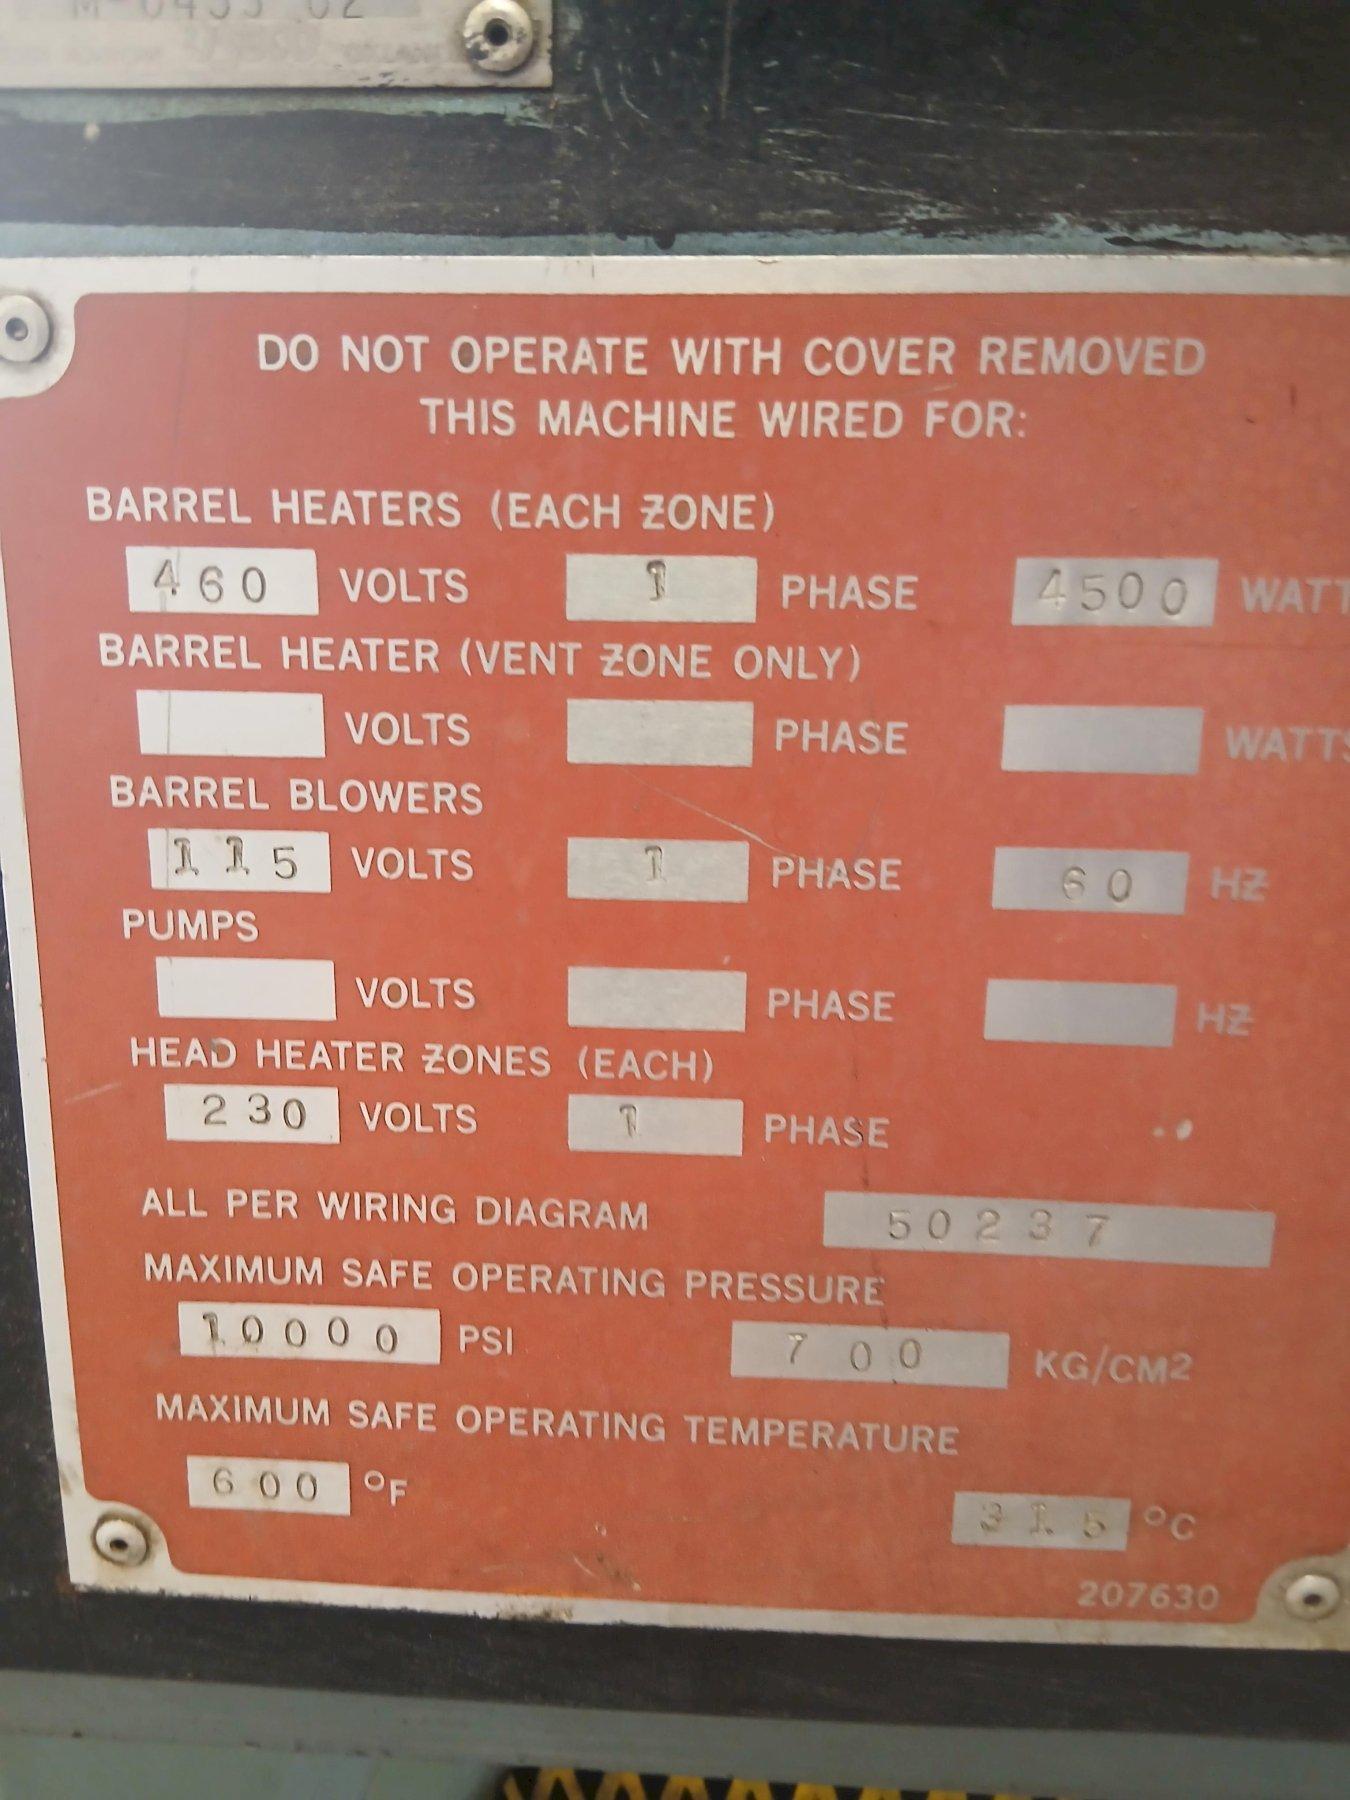 DO NOT OPERATE WITH COVER REMOVED
THIS MACHINE WIRED FOR:
BARREL HEATERS (EACH ZONE)
460 VOLTS 1 PHASE 4500 WATT
BARREL HEATER (VENT ZONE ONLY)
VOLTS PHASE WATTS
BARREL BLOWERS
115 VOLTS 1 PHASE 60 HZ
PUMPS
VOLTS PHASE HZ
HEAD HEATER ZONES (EACH)
230 VOLTS 1 PHASE
ALL PER WIRING DIAGRAM 50237
MAXIMUM SAFE OPERATING PRESSURE
10000 PSI 700 KG/CM2
MAXIMUM SAFE OPERATING TEMPERATURE
600 °F 315 °C
207630